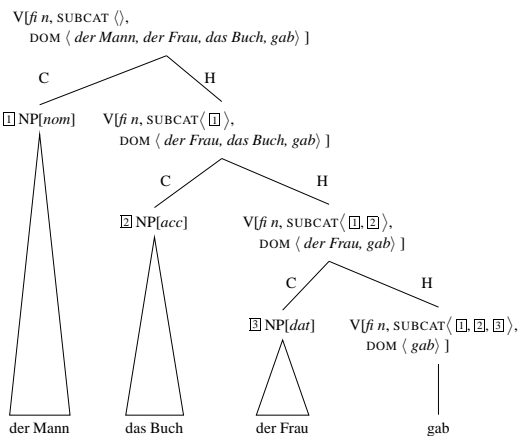 V[fin, SUBCAT ⟨⟩,
DOM ⟨ der Mann, der Frau, das Buch, gab⟩ ]
C
H
1 NP[nom]
V[fin, SUBCAT⟨ 1 ⟩,
DOM ⟨ der Frau, das Buch, gab⟩ ]
C
H
2 NP[acc]
V[fin, SUBCAT⟨ 1, 2 ⟩,
DOM ⟨ der Frau, gab⟩ ]
C
H
3 NP[dat]
V[fin, SUBCAT⟨ 1, 2, 3 ⟩,
DOM ⟨ gab⟩ ]
der Mann
das Buch
der Frau
gab